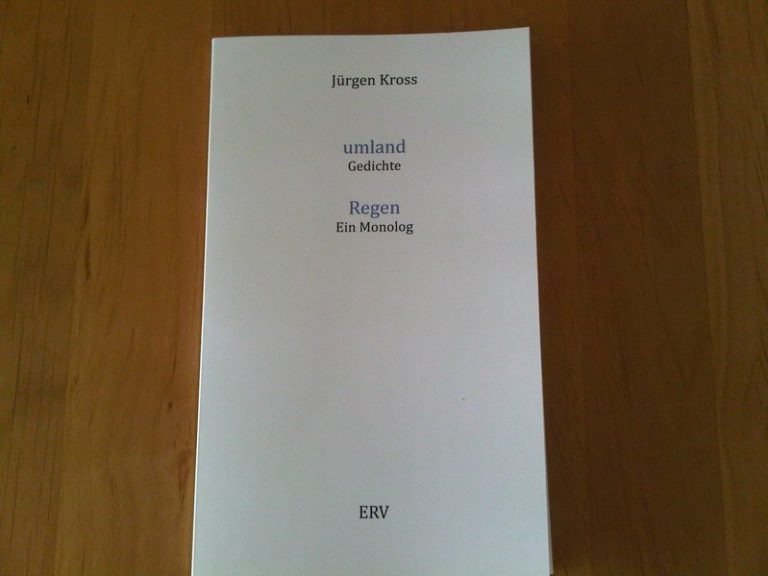 Jürgen Kross
umland
Gedichte
Regen
Ein Monolog
ERV